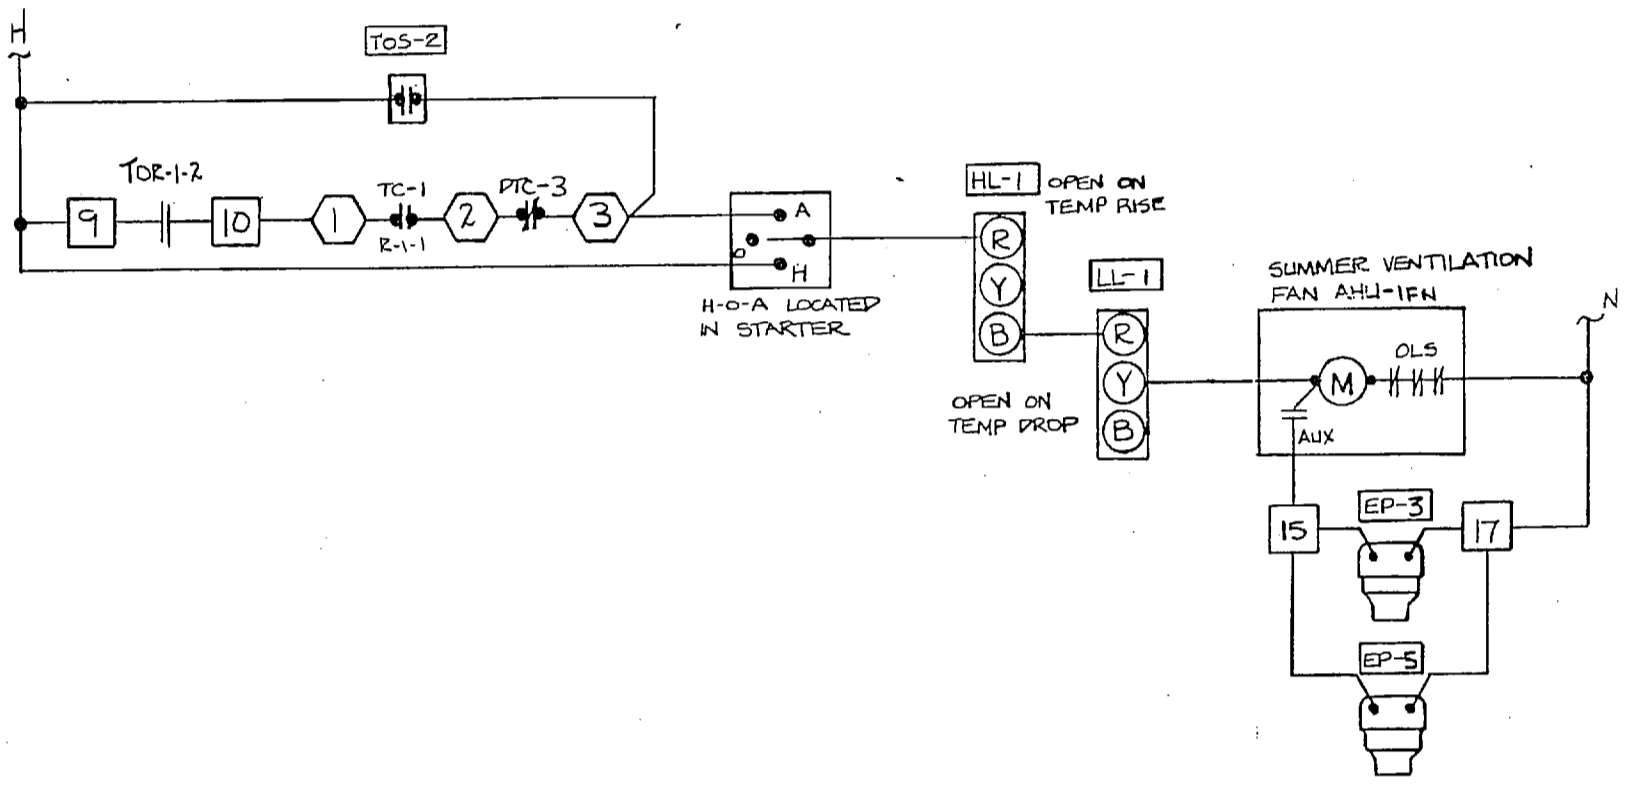 H
TOS-2
TOR-1-2
9
10
1
TC-1
R-1-1
2
DTC-3
3
A
O
H
H-O-A LOCATED
IN STARTER
HL-1
OPEN ON
TEMP RISE
R
Y
B
LL-1
R
Y
B
OPEN ON
TEMP DROP
SUMMER VENTILATION
FAN AHU-1FN
M
OLS
AUX
N
15
EP-3
17
EP-5